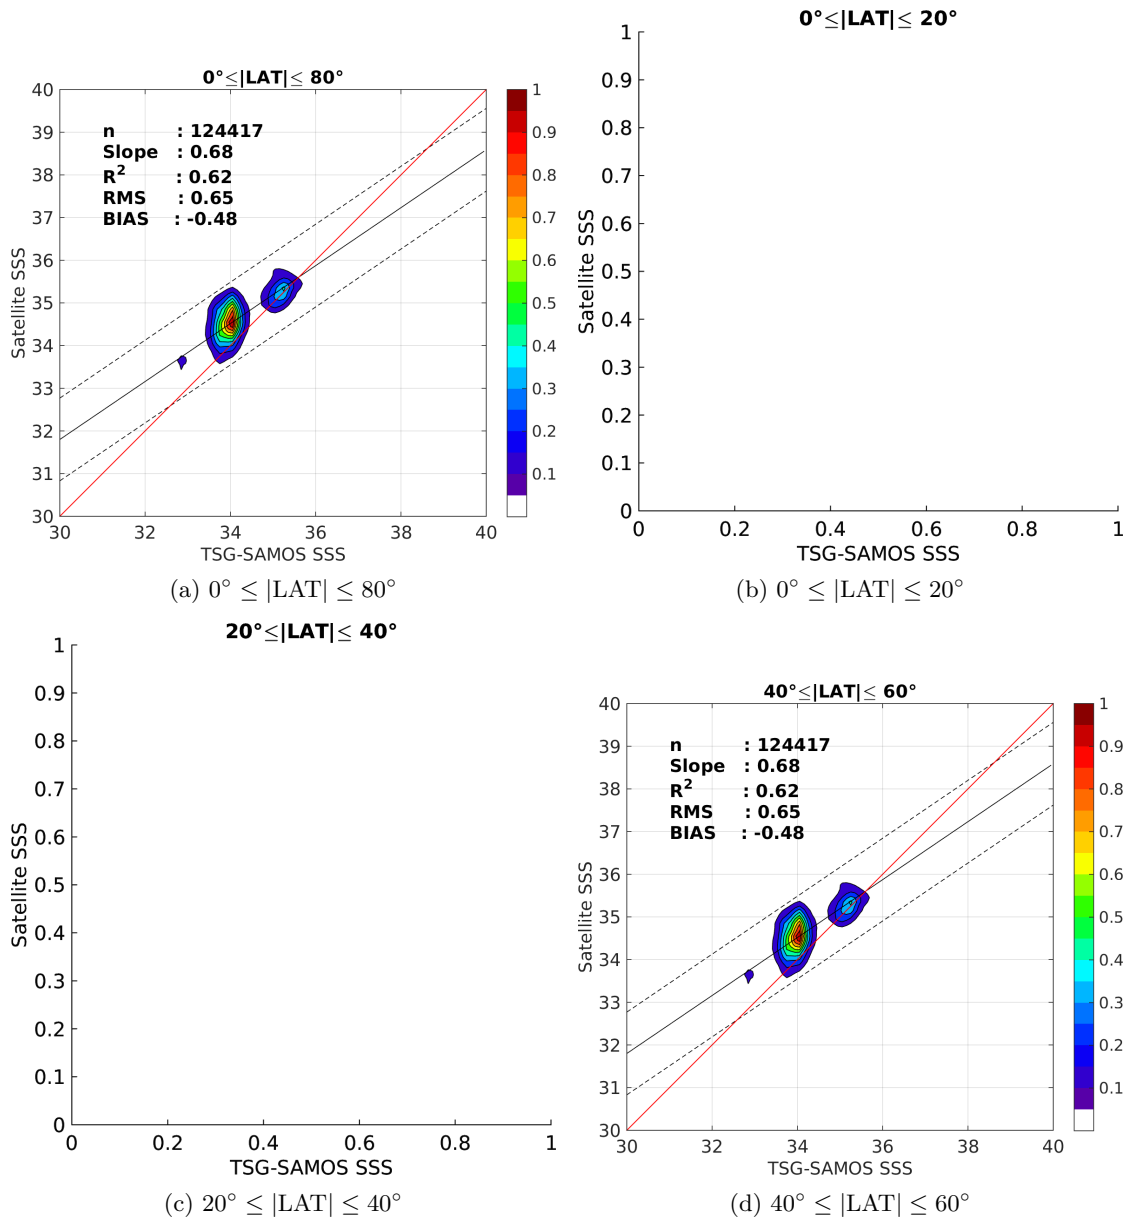 0°≤|LAT|≤ 80°
40
39
38
37
36
35
34
33
32
31
30
30 32 34 36 38 40
Satellite SSS
TSG-SAMOS SSS
n : 124417
Slope : 0.68
R² : 0.62
RMS : 0.65
BIAS : -0.48
1
0.9
0.8
0.7
0.6
0.5
0.4
0.3
0.2
0.1
(a) 0° ≤ |LAT| ≤ 80°
0°≤|LAT|≤ 20°
1
0.9
0.8
0.7
0.6
0.5
0.4
0.3
0.2
0.1
0
0 0.2 0.4 0.6 0.8 1
Satellite SSS
TSG-SAMOS SSS
(b) 0° ≤ |LAT| ≤ 20°
20°≤|LAT|≤ 40°
1
0.9
0.8
0.7
0.6
0.5
0.4
0.3
0.2
0.1
0
0 0.2 0.4 0.6 0.8 1
Satellite SSS
TSG-SAMOS SSS
(c) 20° ≤ |LAT| ≤ 40°
40°≤|LAT|≤ 60°
40
39
38
37
36
35
34
33
32
31
30
30 32 34 36 38 40
Satellite SSS
TSG-SAMOS SSS
n : 124417
Slope : 0.68
R² : 0.62
RMS : 0.65
BIAS : -0.48
1
0.9
0.8
0.7
0.6
0.5
0.4
0.3
0.2
0.1
(d) 40° ≤ |LAT| ≤ 60°